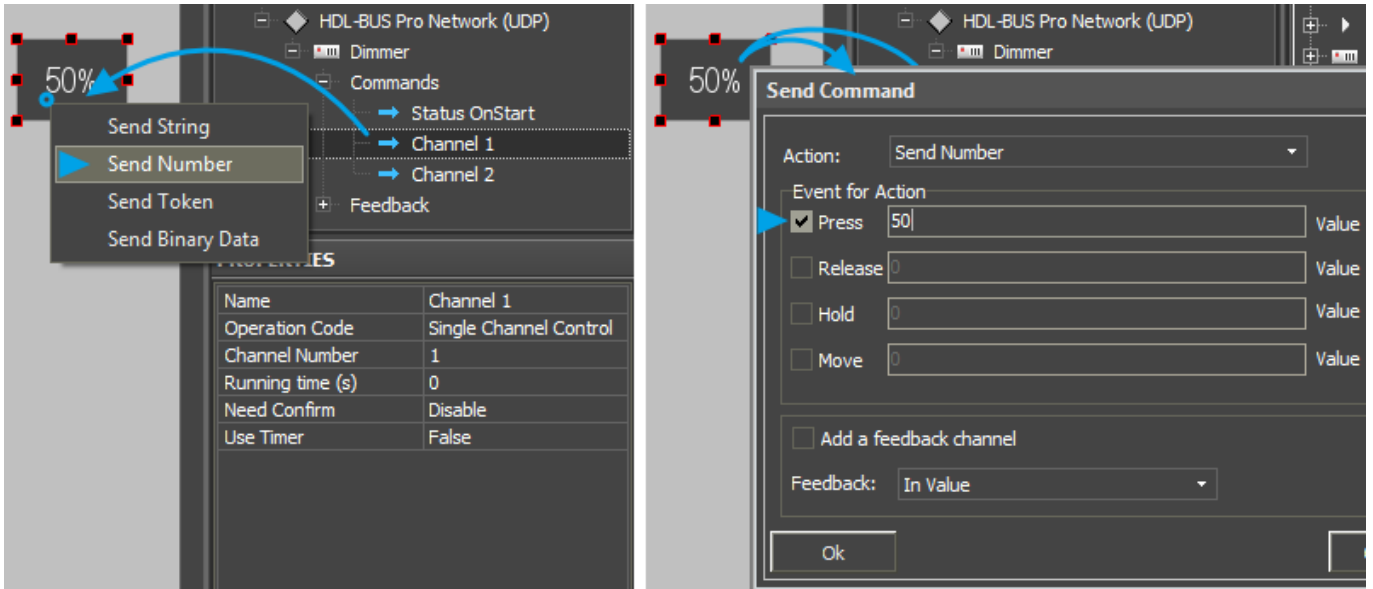 HDL-BUS Pro Network (UDP)
Dimmer
50%
Commands
Status OnStart
Send String
Channel 1
Send Number
Channel 2
Send Token
Feedback
Send Binary Data
PROPERTIES
Name Channel 1
Operation Code Single Channel Control
Channel Number 1
Running time (s) 0
Need Confirm Disable
Use Timer False
HDL-BUS Pro Network (UDP)
Dimmer
50%
Send Command
Action: Send Number
Event for Action
Press 50 Value
Release 0 Value
Hold 0 Value
Move 0 Value
Add a feedback channel
Feedback: In Value
Ok